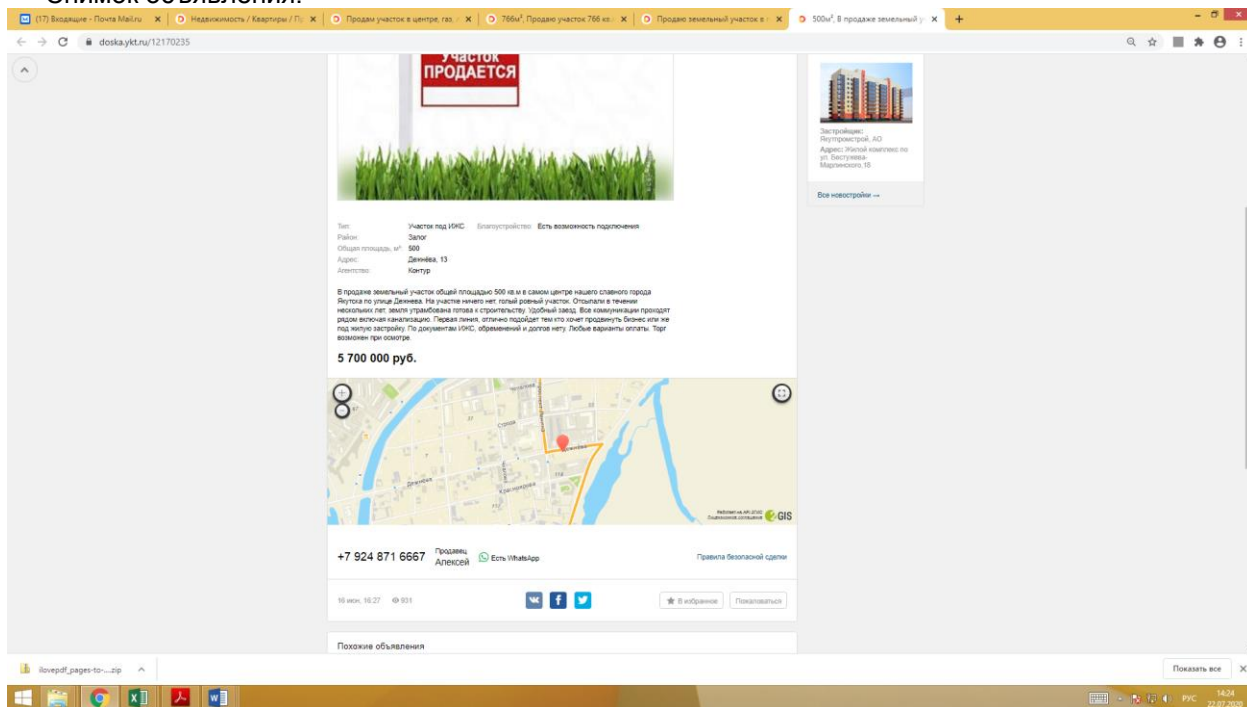 Снимок объявления:
(17) Входящие - Почта Mail.ru
Недвижимость / Квартиры / Пр
Продам участок в центре, газ,
766м², Продаю участок 766 кв.
Продаю земельный участок в г
500м², В продаже земельный у
doska.ykt.ru/12170235
УЧАСТОК
ПРОДАЕТСЯ
Застройщик:
Якутпромстрой, АО
Адрес: Жилой комплекс по
ул. Бестужева-
Марлинского,18
Все новостройки →
Тип: Участок под ИЖС Благоустройство: Есть возможность подключения
Район: Залог
Общая площадь, м²: 500
Адрес: Дежнёва, 13
Агентство: Контур
В продаже земельный участок общей площадью 500 кв.м в самом центре нашего славного города
Якутска по улице Дежнева. На участке ничего нет, голый ровный участок. Отсыпали в течении
нескольких лет, земля утрамбована готова к строительству. Удобный заезд. Все коммуникации проходят
рядом включая канализацию. Первая линия, отлично подойдет тем кто хочет продвинуть бизнес или же
под жилую застройку. По документам ИЖС, обременений и долгов нету. Любые варианты оплаты. Торг
возможен при осмотре.
5 700 000 руб.
Дежнёва
Дежнёва
GIS
+7 924 871 6667
Продавец
Алексей
Есть WhatsApp
Правила безопасной сделки
16 июн, 16:27
931
В избранное
Пожаловаться
Похожие объявления
ilovepdf_pages-to-....zip
Показать все
РУС
14:24
22.07.2020